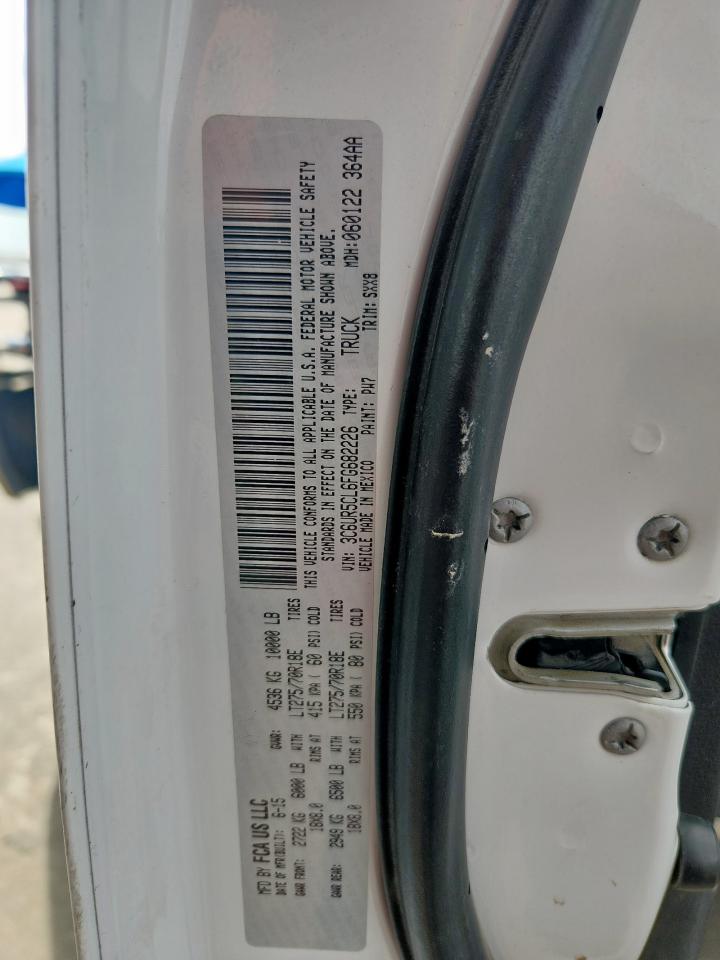 MFD BY FCA US LLC
DATE OF MFR(BUILT): 6-15 GVWR: 4536 KG 10000 LB
GAWR FRONT: 2722 KG 6000 LB WITH LT275/70R18E TIRES
18X8.0 RIMS AT 415 KPA ( 60 PSI) COLD
GAWR REAR: 2949 KG 6500 LB WITH LT275/70R18E TIRES
18X8.0 RIMS AT 550 KPA ( 80 PSI) COLD
THIS VEHICLE CONFORMS TO ALL APPLICABLE U.S.A. FEDERAL MOTOR VEHICLE SAFETY
STANDARDS IN EFFECT ON THE DATE OF MANUFACTURE SHOWN ABOVE.
VIN: 3C6UR5CL6FG682226 TYPE: TRUCK MDH:060122 364AA
VEHICLE MADE IN MEXICO PAINT: PW7 TRIM: SXX8